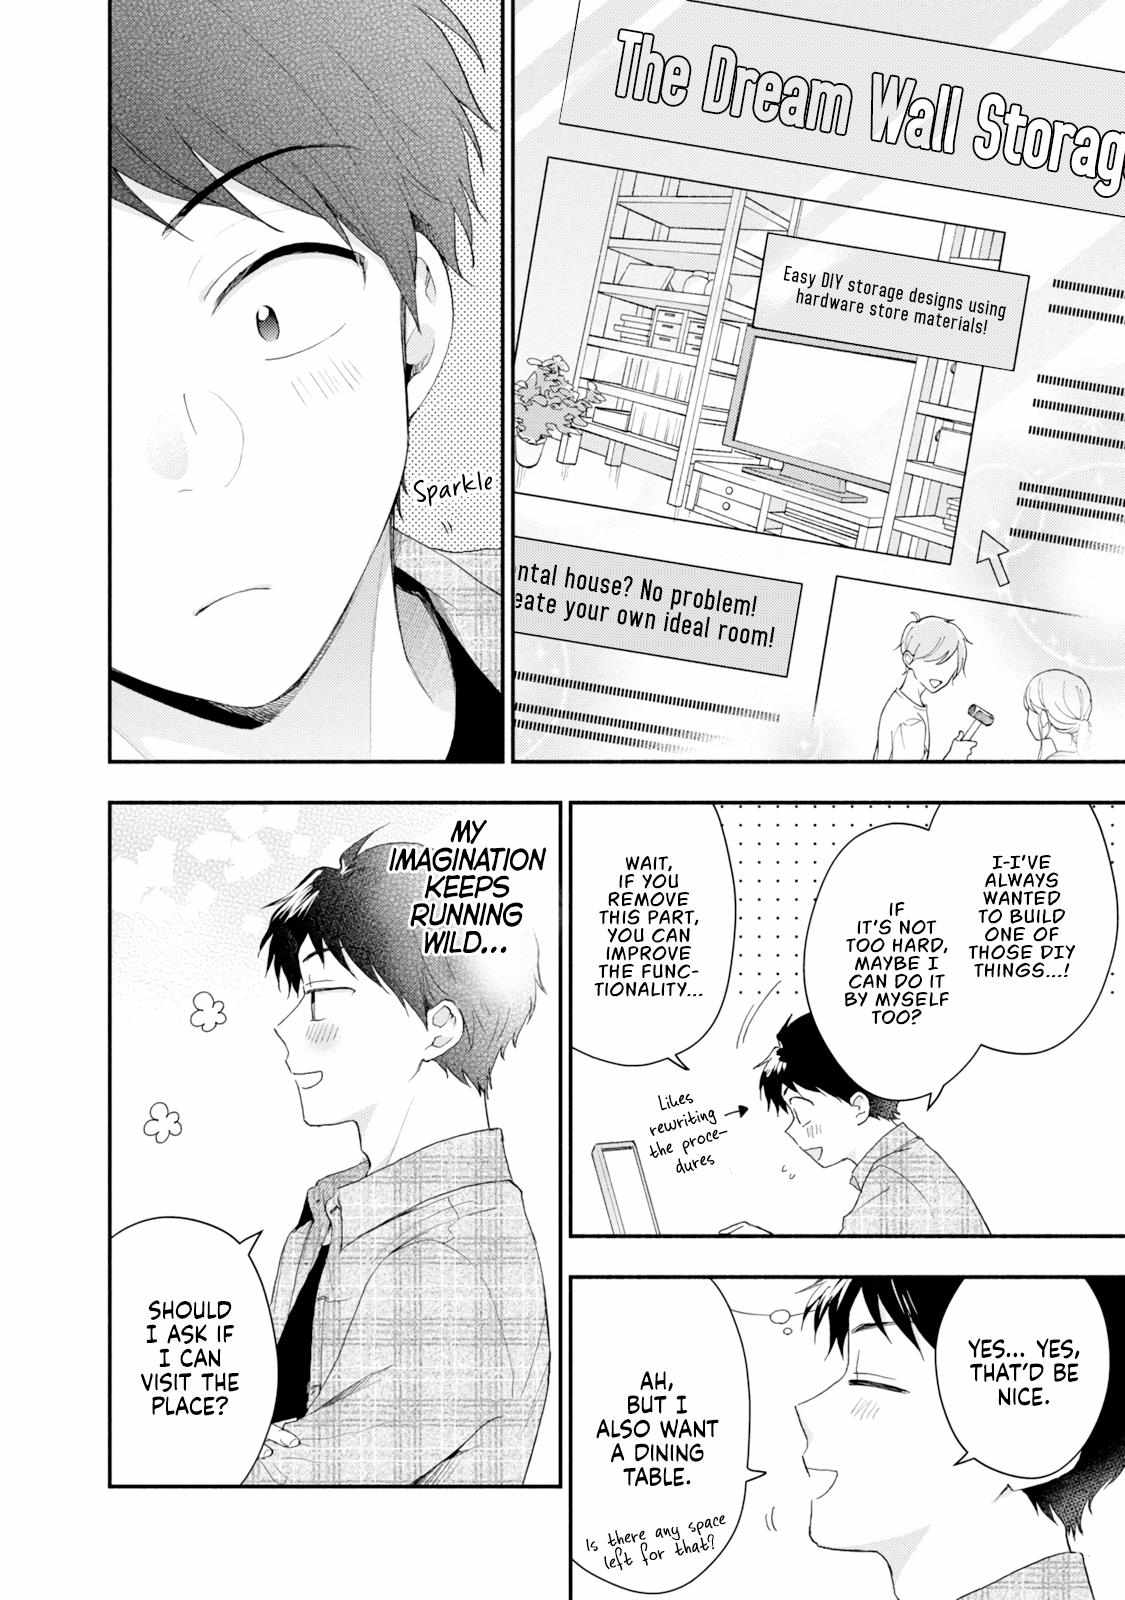 The Dream Wall Storage
Easy DIY storage designs using
hardware store materials!
ntal house? No problem!
eate your own ideal room!
Sparkle
I-I'VE
ALWAYS
WANTED
TO BUILD
ONE OF
THOSE DIY
THINGS...!
IF
IT'S NOT
TOO HARD,
MAYBE I
CAN DO IT
BY MYSELF
TOO?
WAIT,
IF YOU
REMOVE
THIS PART,
YOU CAN
IMPROVE
THE FUNC-
TIONALITY...
Likes
rewriting
the proce-
dures
YES... YES,
THAT'D BE
NICE.
AH,
BUT I
ALSO WANT
A DINING
TABLE.
Is there any space
left for that?
MY
IMAGINATION
KEEPS
RUNNING
WILD...
SHOULD
I ASK IF
I CAN
VISIT THE
PLACE?